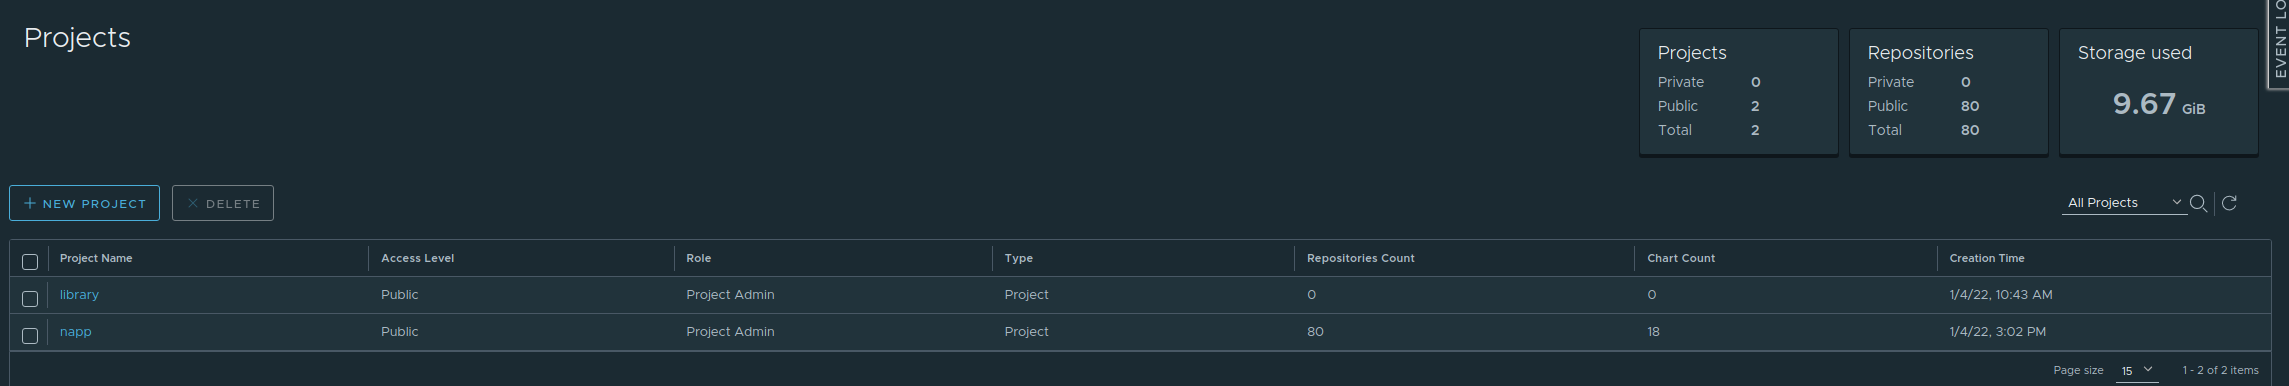 Projects
Projects
Private 0
Public 2
Total 2
Repositories
Private 0
Public 80
Total 80
Storage used
9.67 GiB
EVENT LO
+ NEW PROJECT
× DELETE
All Projects
Project Name Access Level Role Type Repositories Count Chart Count Creation Time
library Public Project Admin Project 0 0 1/4/22, 10:43 AM
napp Public Project Admin Project 80 18 1/4/22, 3:02 PM
Page size 15 1 - 2 of 2 items